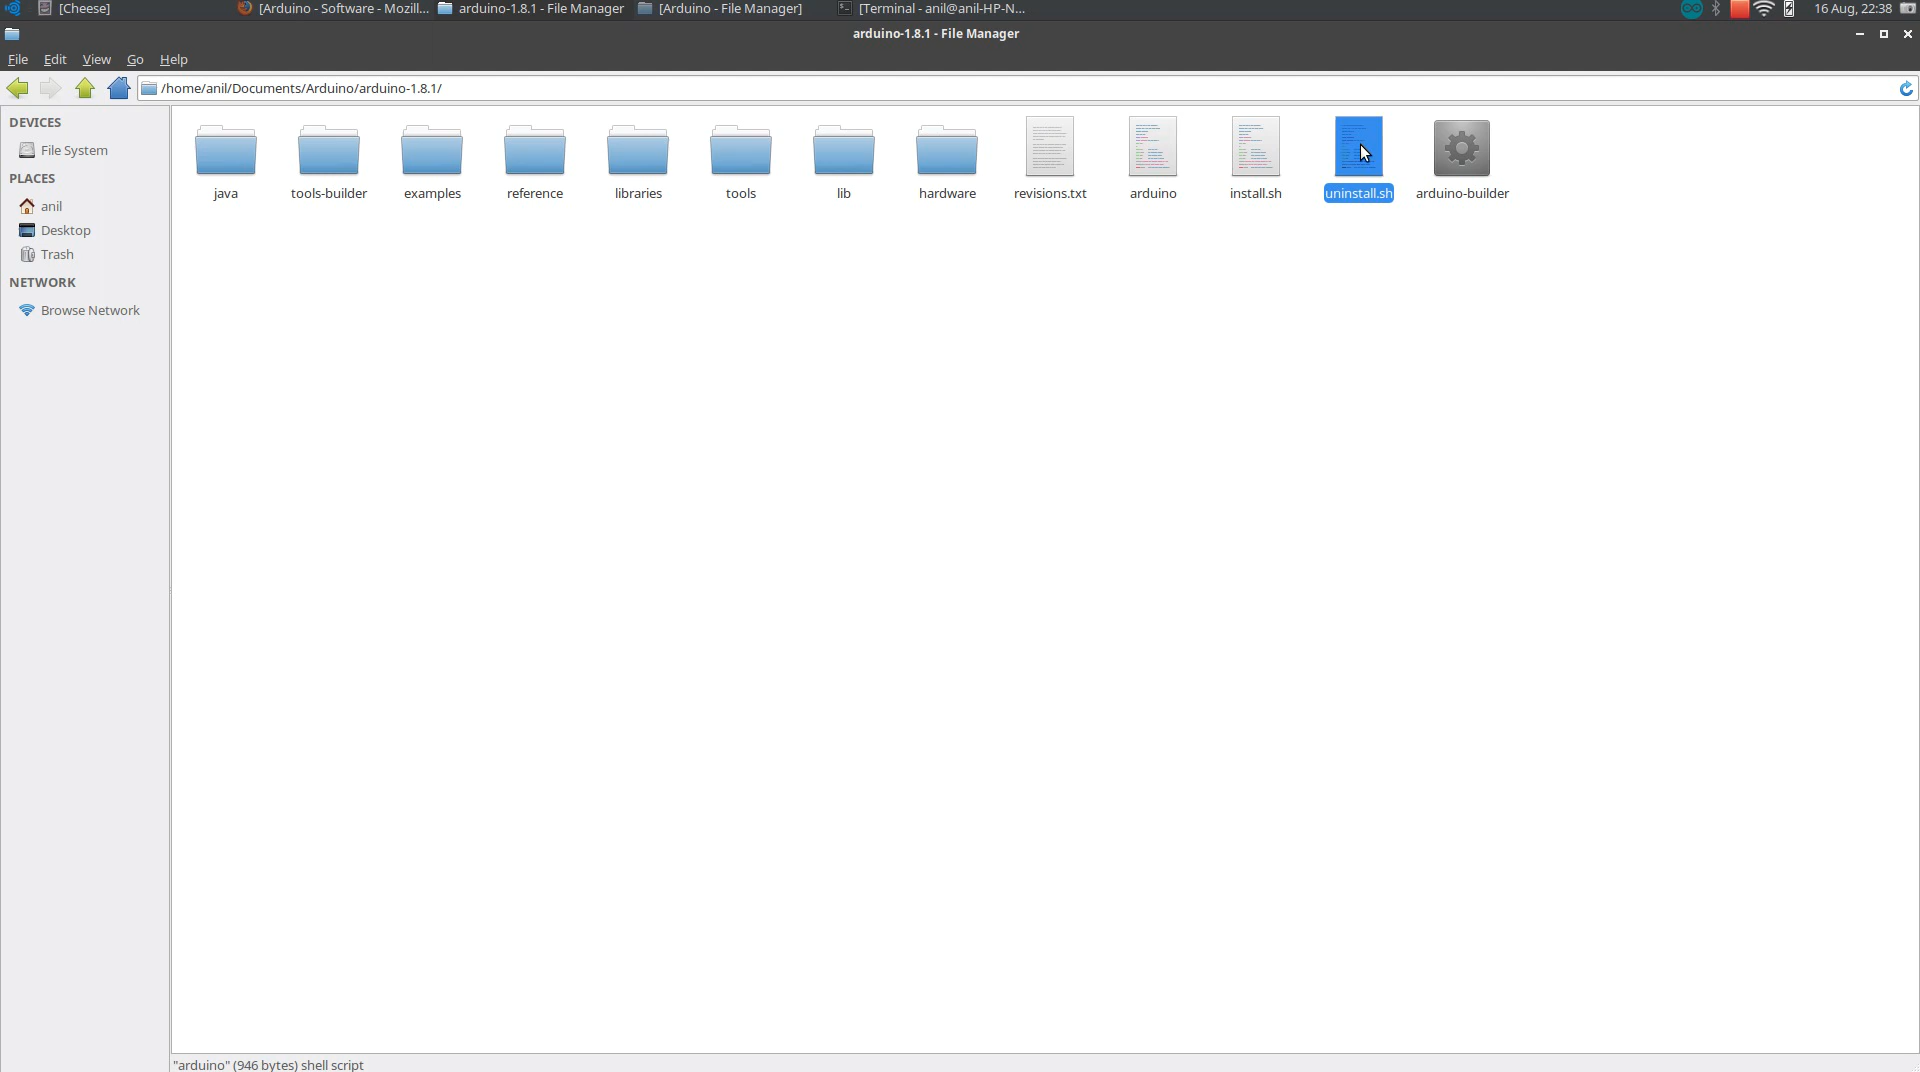 [Cheese] [Arduino - Software - Mozill... arduino-1.8.1 - File Manager [Arduino - File Manager] [Terminal - anil@anil-HP-N... 16 Aug, 22:38
arduino-1.8.1 - File Manager
File Edit View Go Help
/home/anil/Documents/Arduino/arduino-1.8.1/
DEVICES
File System
PLACES
anil
Desktop
Trash
NETWORK
Browse Network
java tools-builder examples reference libraries tools lib hardware revisions.txt arduino install.sh uninstall.sh arduino-builder
"arduino" (946 bytes) shell script